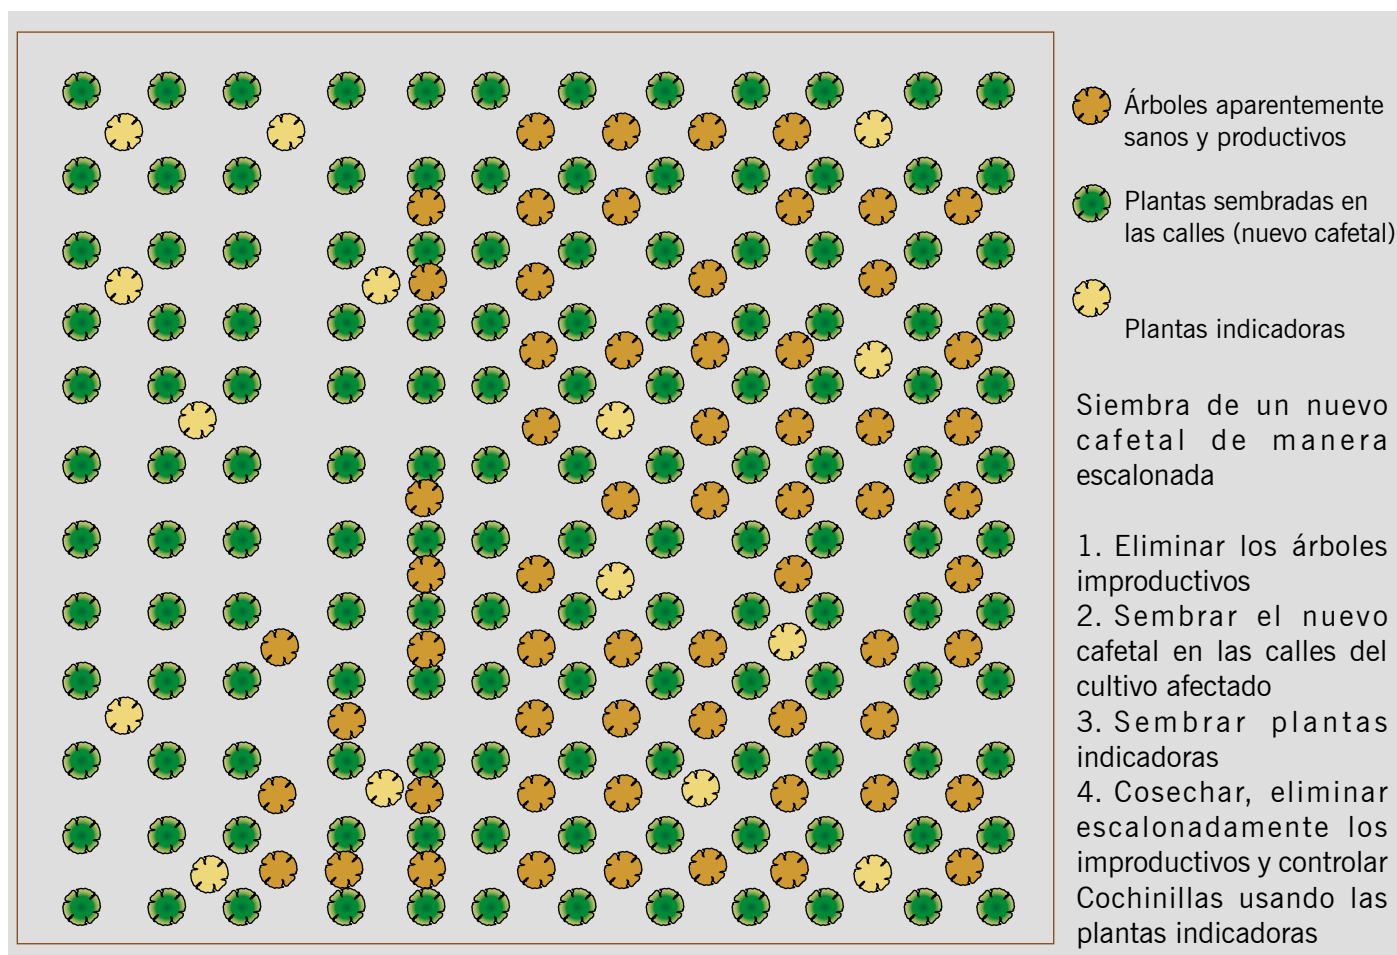 Árboles aparentemente
sanos y productivos
Plantas sembradas en
las calles (nuevo cafetal)
Plantas indicadoras
Siembra de un nuevo
cafetal de manera
escalonada
1. Eliminar los árboles
improductivos
2. Sembrar el nuevo
cafetal en las calles del
cultivo afectado
3. Sembrar plantas
indicadoras
4. Cosechar, eliminar
escalonadamente los
improductivos y controlar
Cochinillas usando las
plantas indicadoras